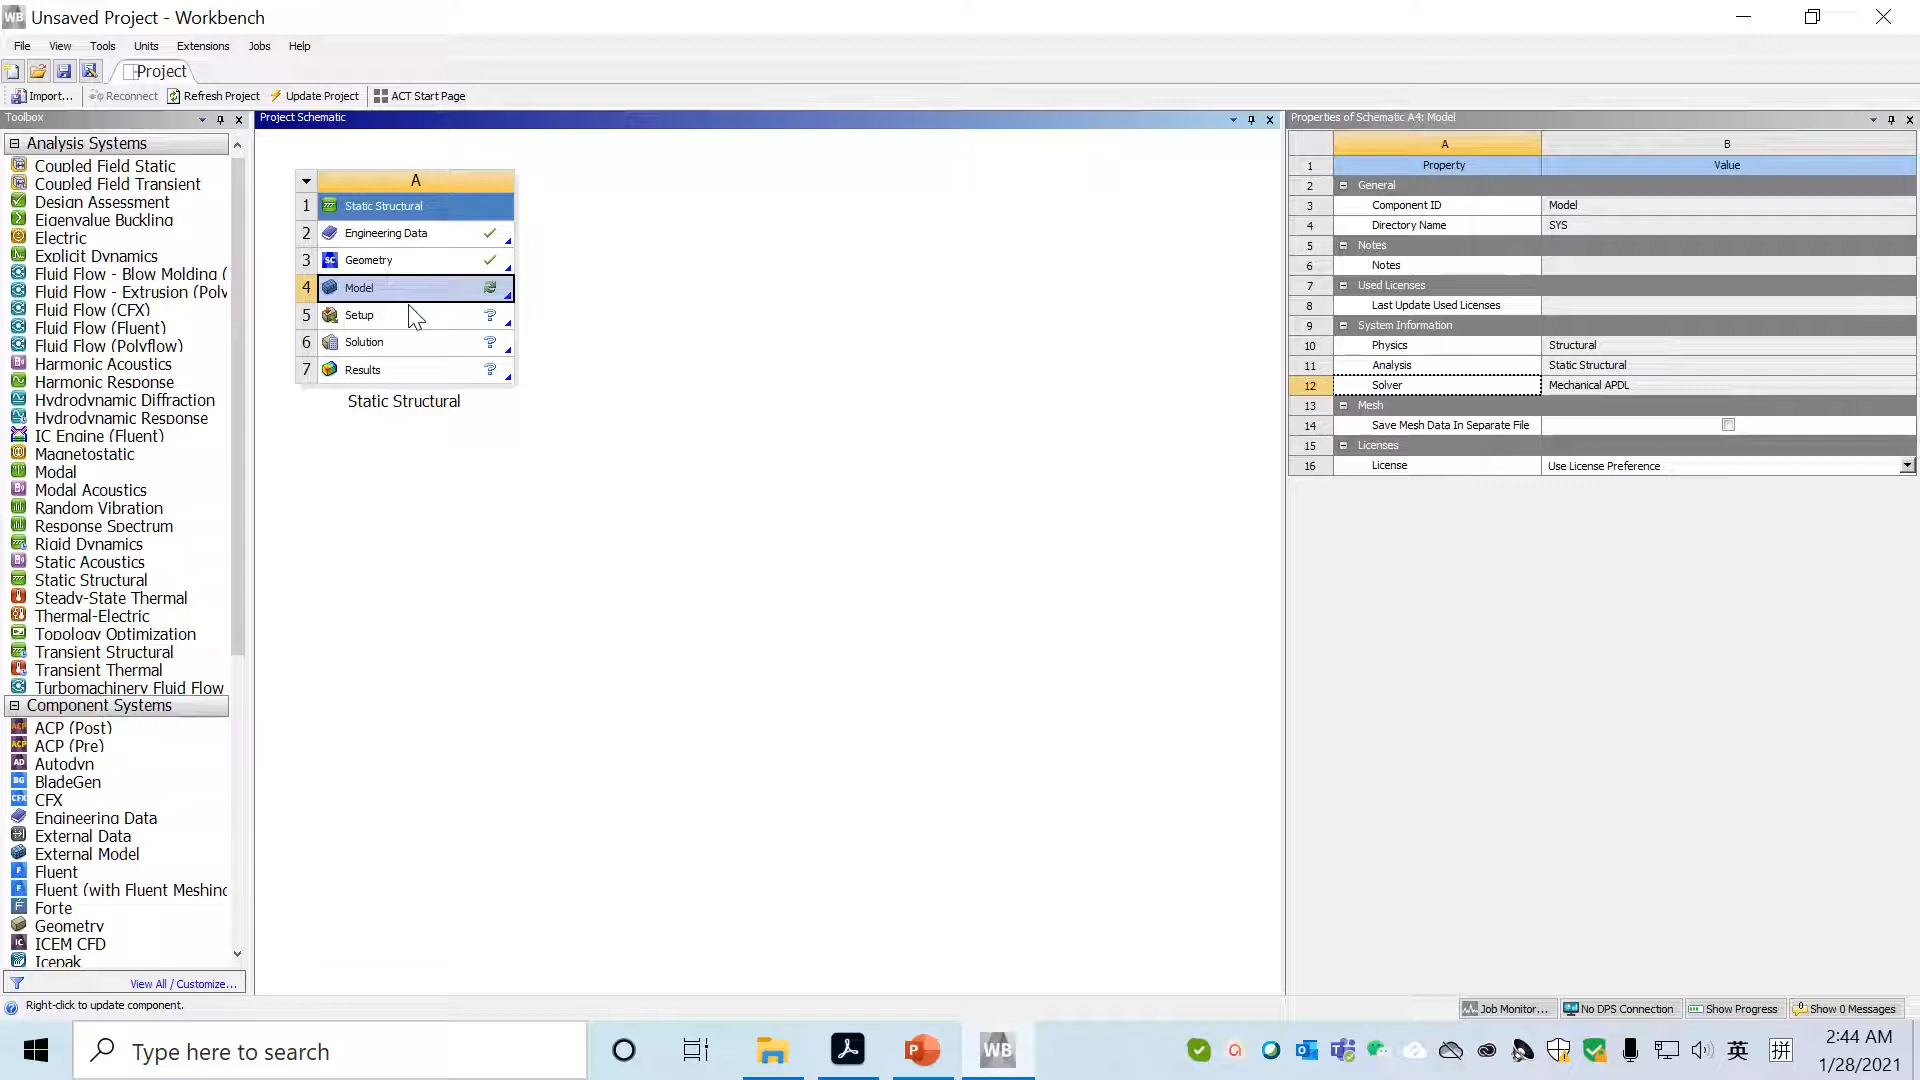 WB Unsaved Project - Workbench
File View Tools Units Extensions Jobs Help
Project
Import... Reconnect Refresh Project Update Project ACT Start Page
Toolbox
Analysis Systems
Coupled Field Static
Coupled Field Transient
Design Assessment
Eigenvalue Buckling
Electric
Explicit Dynamics
Fluid Flow - Blow Molding (
Fluid Flow - Extrusion (Poly
Fluid Flow (CFX)
Fluid Flow (Fluent)
Fluid Flow (Polyflow)
Harmonic Acoustics
Harmonic Response
Hydrodynamic Diffraction
Hydrodynamic Response
IC Engine (Fluent)
Magnetostatic
Modal
Modal Acoustics
Random Vibration
Response Spectrum
Rigid Dynamics
Static Acoustics
Static Structural
Steady-State Thermal
Thermal-Electric
Topology Optimization
Transient Structural
Transient Thermal
Turbomachinery Fluid Flow
Component Systems
ACP (Post)
ACP (Pre)
Autodyn
BladeGen
CFX
Engineering Data
External Data
External Model
Fluent
Fluent (with Fluent Meshing
Forte
Geometry
ICEM CFD
Icepak
View All / Customize...
Project Schematic
A
1 Static Structural
2 Engineering Data
3 Geometry
4 Model
5 Setup
6 Solution
7 Results
Static Structural
Properties of Schematic A4: Model
A B
1 Property Value
2 General
3 Component ID Model
4 Directory Name SYS
5 Notes
6 Notes
7 Used Licenses
8 Last Update Used Licenses
9 System Information
10 Physics Structural
11 Analysis Static Structural
12 Solver Mechanical APDL
13 Mesh
14 Save Mesh Data In Separate File
15 Licenses
16 License Use License Preference
Right-click to update component.
Job Monitor... No DPS Connection Show Progress Show 0 Messages
Type here to search
WB
英
拼
2:44 AM
1/28/2021